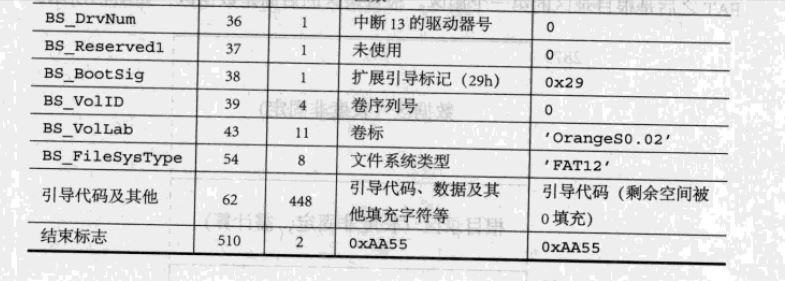 BS_DrvNum 36 1 中断 13 的驱动器号 0
BS_Reserved1 37 1 未使用 0
BS_BootSig 38 1 扩展引导标记（29h） 0x29
BS_VolID 39 4 卷序列号 0
BS_VolLab 43 11 卷标 'OrangeS0.02'
BS_FileSysType 54 8 文件系统类型 'FAT12'
引导代码及其他 62 448 引导代码、数据及其 引导代码（剩余空间被
他填充字符等 0 填充）
结束标志 510 2 0xAA55 0xAA55